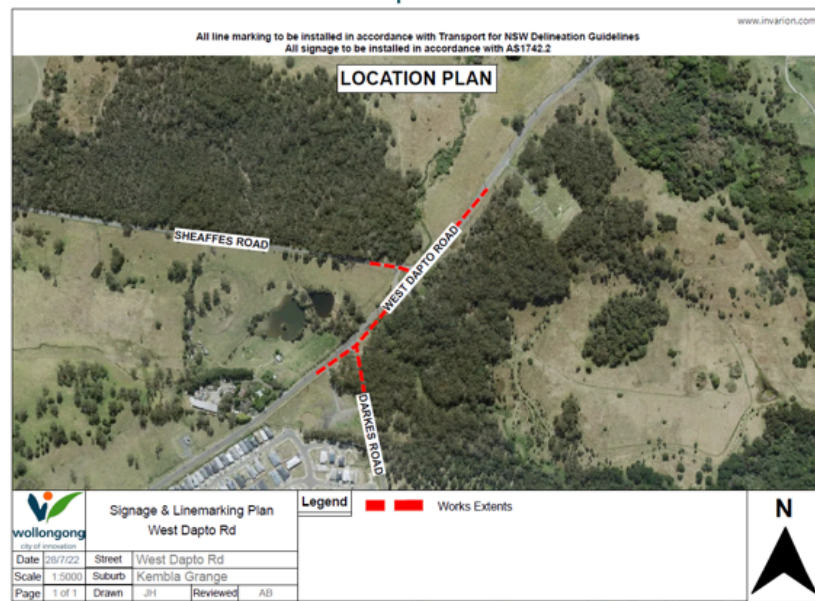 www.invarion.com
All line marking to be installed in accordance with Transport for NSW Delineation Guidelines
All signage to be installed in accordance with AS1742.2
LOCATION PLAN
SHEAFFES ROAD
WEST DAPTO ROAD
DARKES ROAD
wollongong
city of innovation
Signage & Linemarking Plan
West Dapto Rd
Legend
Works Extents
N
Date 28/7/22 Street West Dapto Rd
Scale 1:5000 Suburb Kembla Grange
Page 1 of 1 Drawn JH Reviewed AB